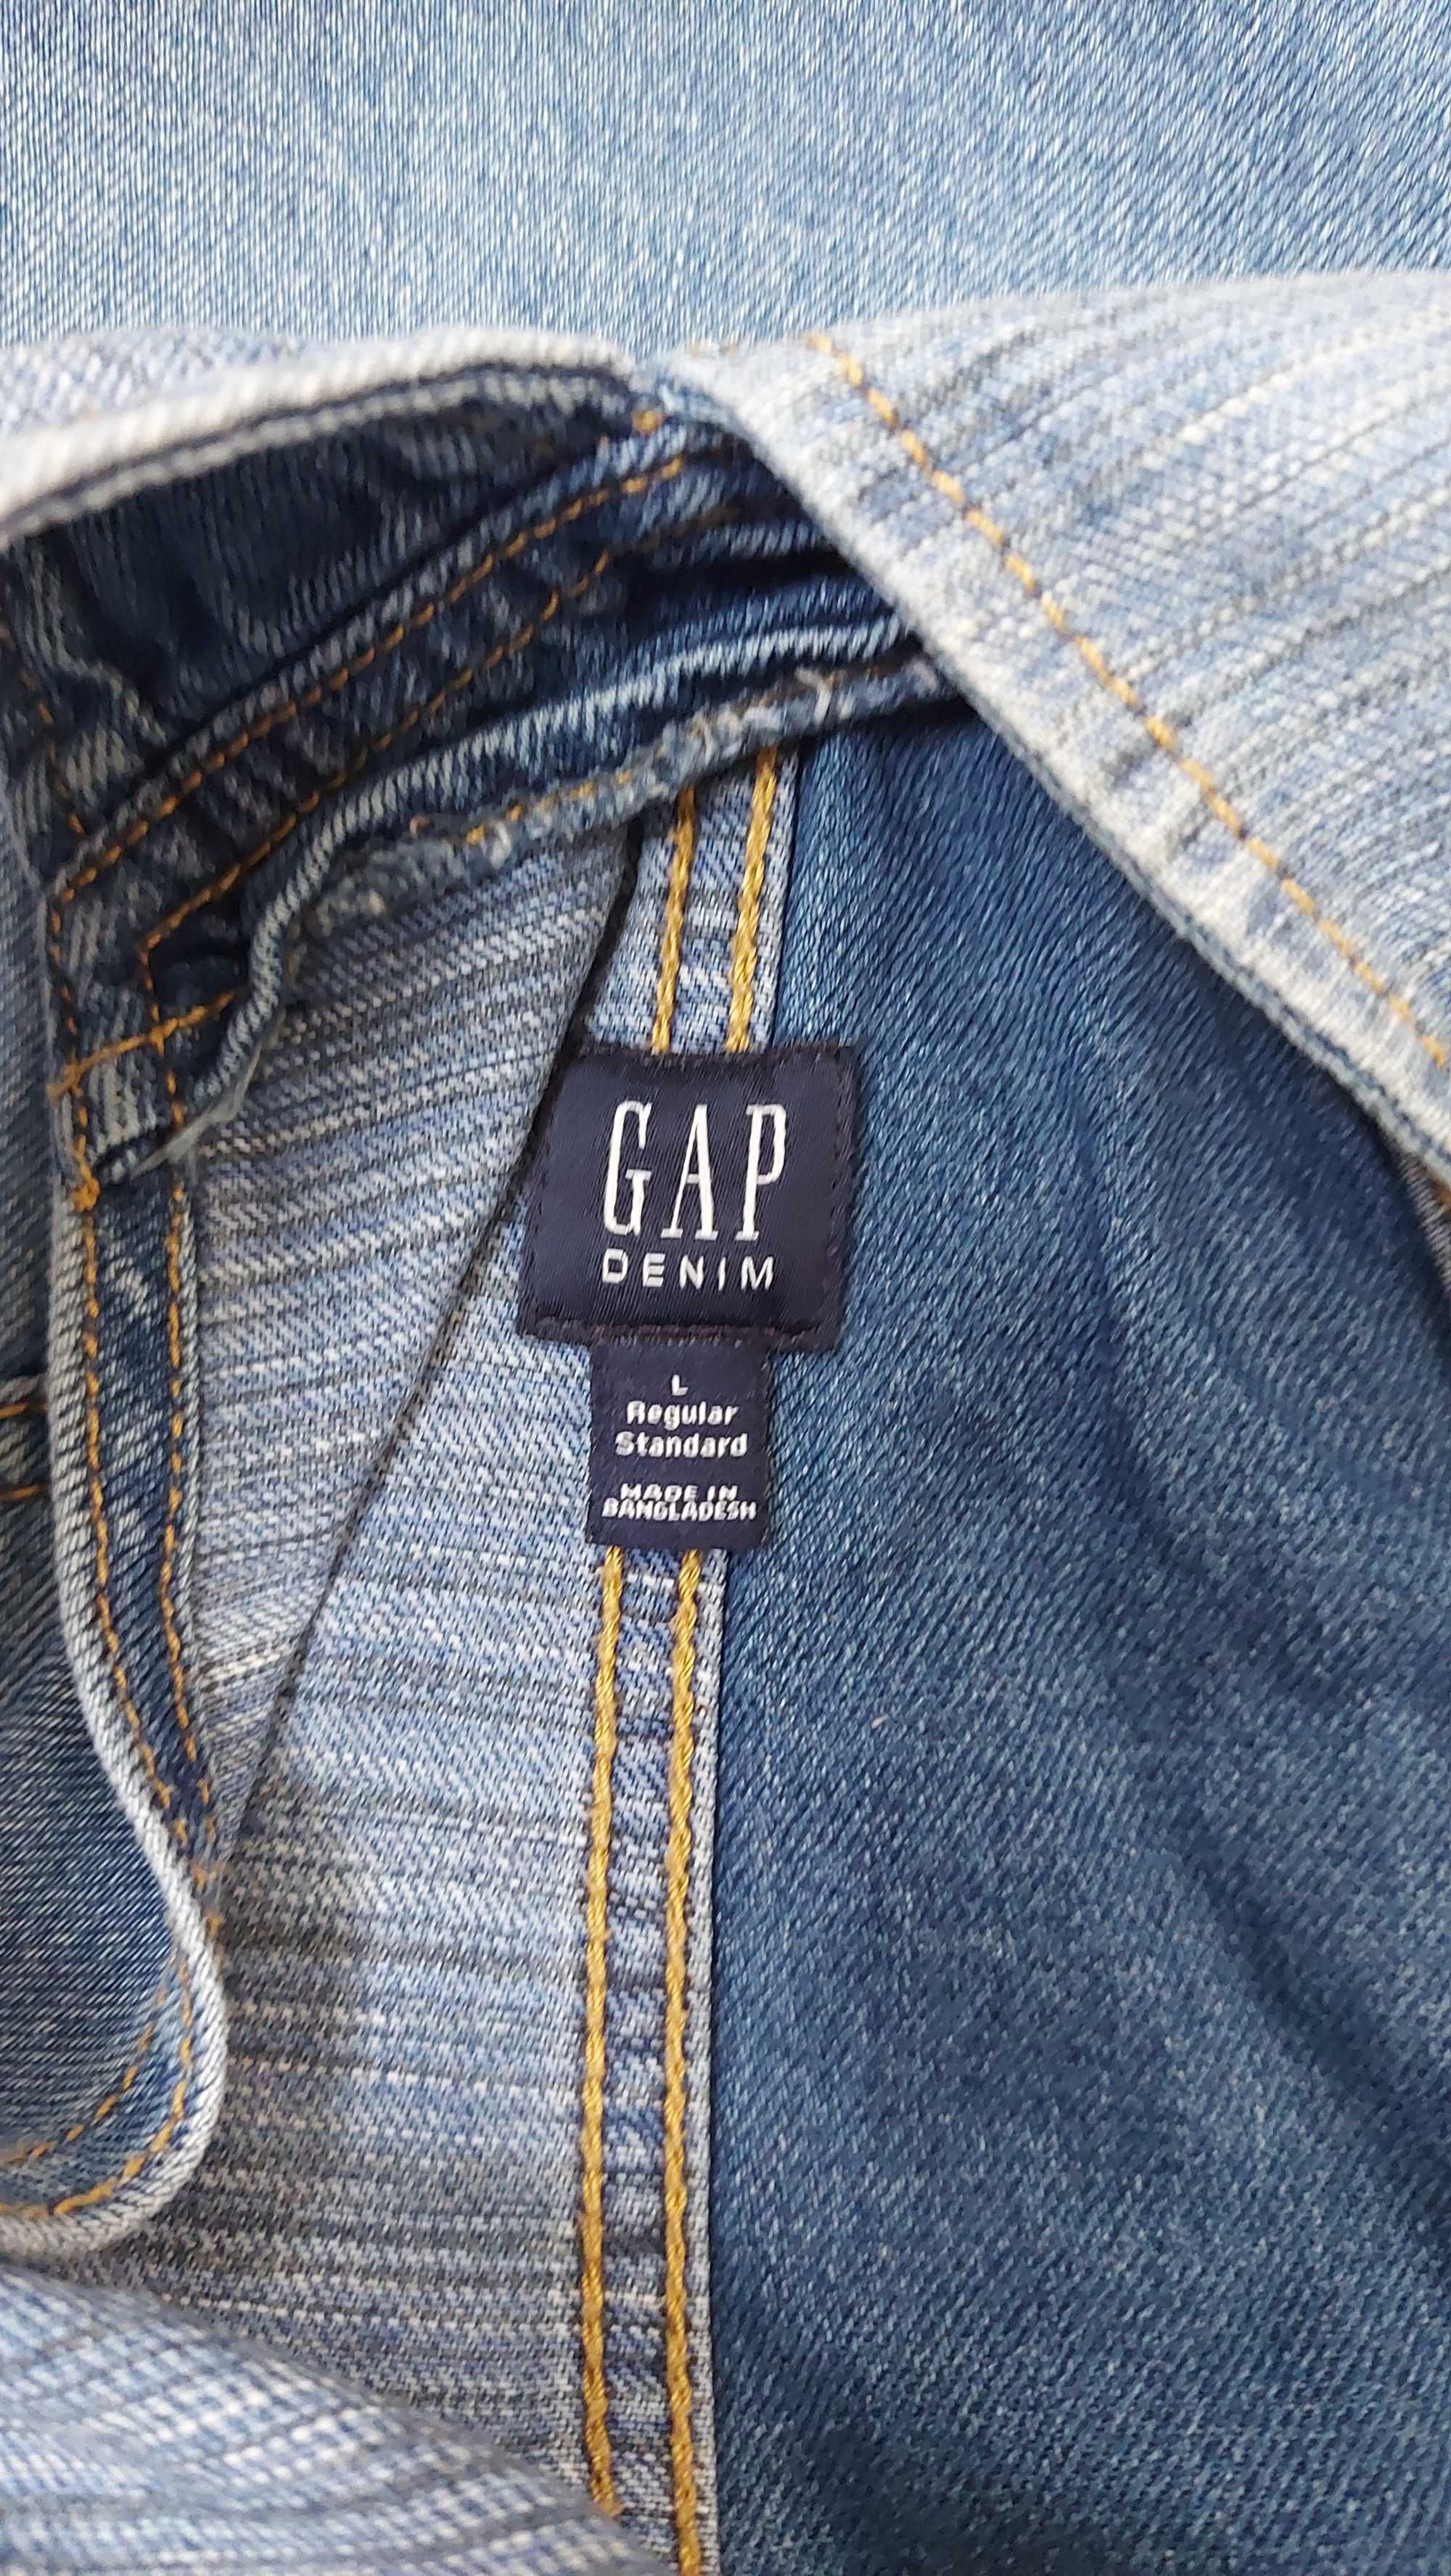 GAP
DENIM
L
Regular
Standard
MADE IN
BANGLADESH